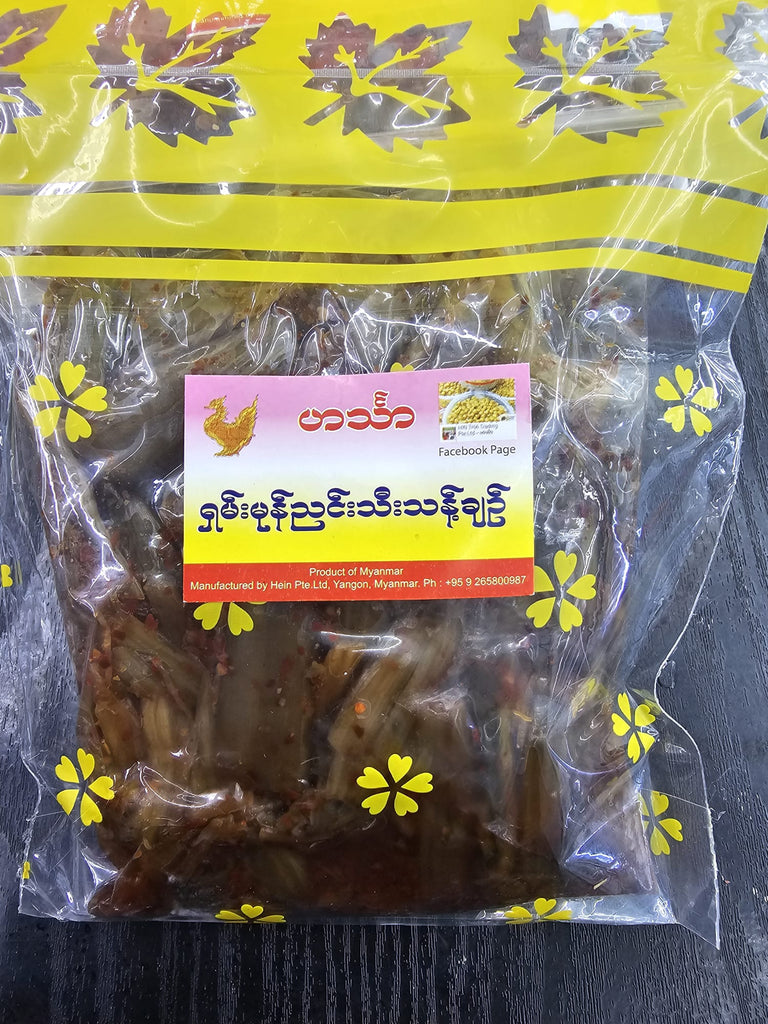 ဟင်္သာ
Facebook Page
ရှမ်းမုန်ညင်းသီးသန့်ချဉ်
Product of Myanmar
Manufactured by Hein Pte.Ltd, Yangon, Myanmar. Ph : +95 9 265800987